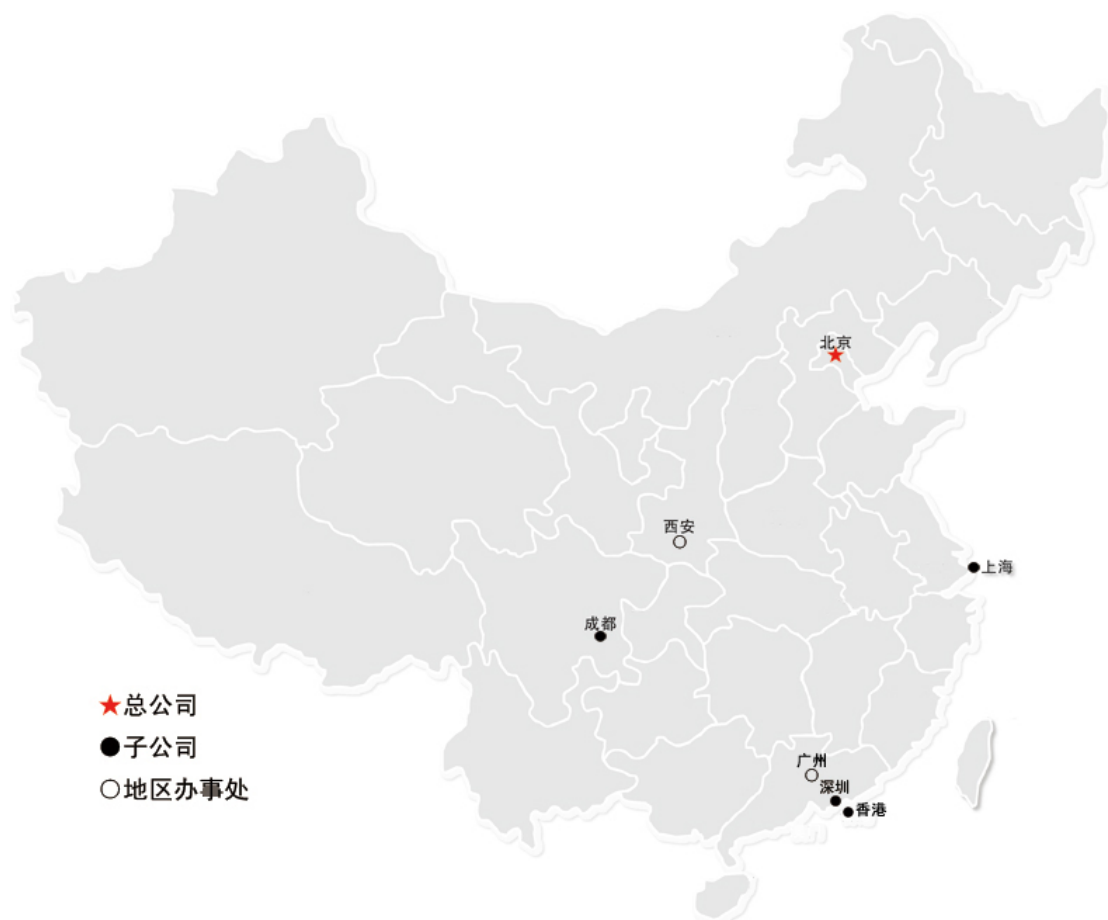 北京
西安
上海
成都
总公司
子公司
地区办事处
广州
深圳
香港